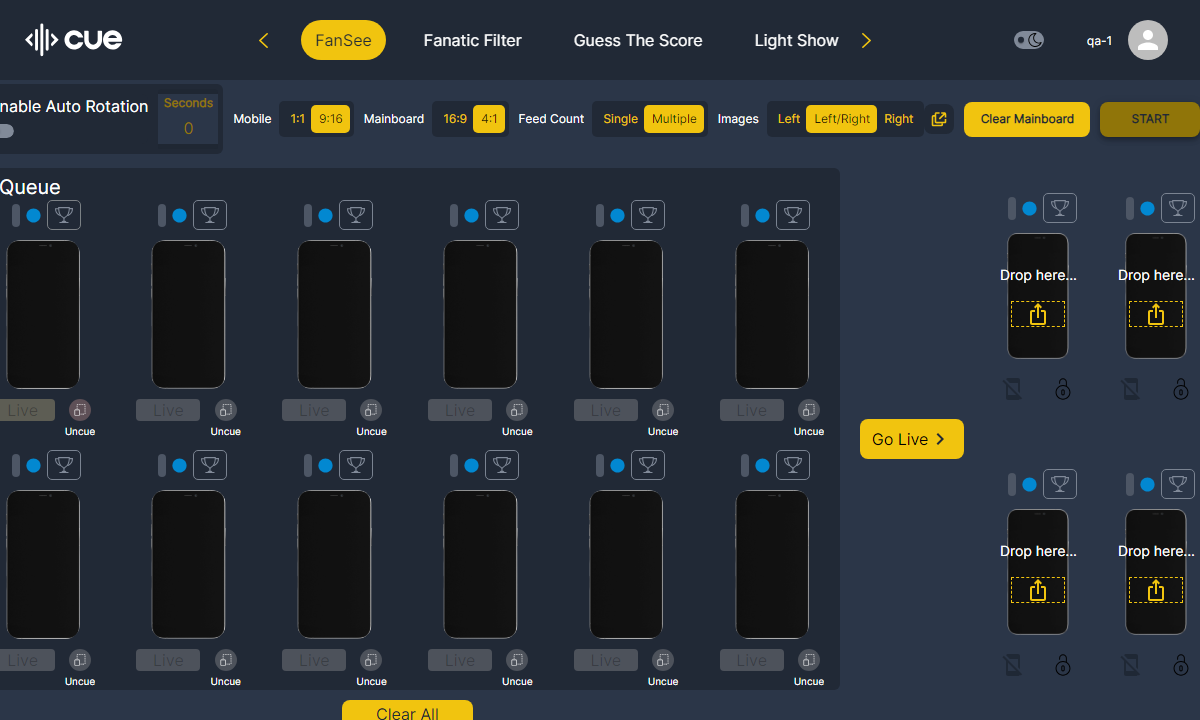 cue
FanSee
Fanatic Filter
Guess The Score
Light Show
qa-1
nable Auto Rotation
Seconds
0
Mobile
1:1
9:16
Mainboard
16:9
4:1
Feed Count
Single
Multiple
Images
Left
Left/Right
Right
Clear Mainboard
START
Queue
Live
Uncue
Live
Uncue
Live
Uncue
Live
Uncue
Live
Uncue
Live
Uncue
Live
Uncue
Live
Uncue
Live
Uncue
Live
Uncue
Live
Uncue
Live
Uncue
Clear All
Go Live
Drop here...
Drop here...
Drop here...
Drop here...